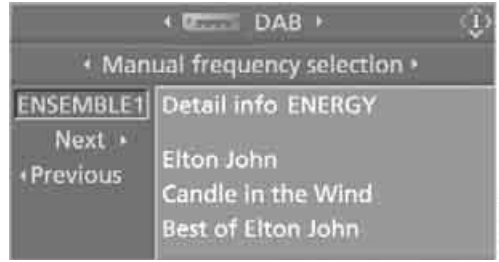 DAB
Manual frequency selection
ENSEMBLE1
Next
Previous
Detail info ENERGY
Elton John
Candle in the Wind
Best of Elton John